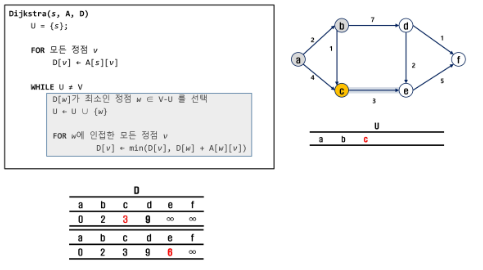 Dijkstra(s, A, D)
U = {s};
FOR 모든 정점 v
D[v] ← A[s][v]
WHILE U ≠ V
D[w]가 최소인 정점 w ∈ V-U 를 선택
U ← U ∪ {w}
FOR w에 인접한 모든 정점 v
D[v] ← min(D[v], D[w] + A[w][v])
b 7 d
2 1
a 1 2 f
4 5
c 3 e
U
a b c
D
a b c d e f
0 2 3 9 ∞ ∞
a b c d e f
0 2 3 9 6 ∞